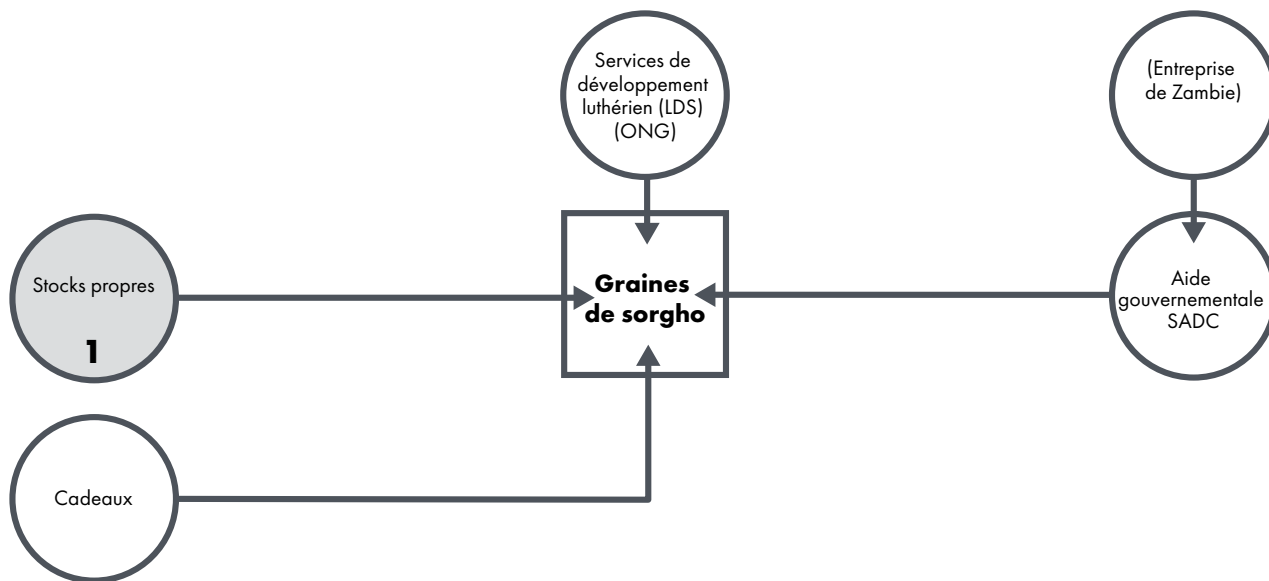 Services de
développement
luthérien (LDS)
(ONG)
(Entreprise
de Zambie)
Stocks propres
1
Graines
de sorgho
Aide
gouvernementale
SADC
Cadeaux